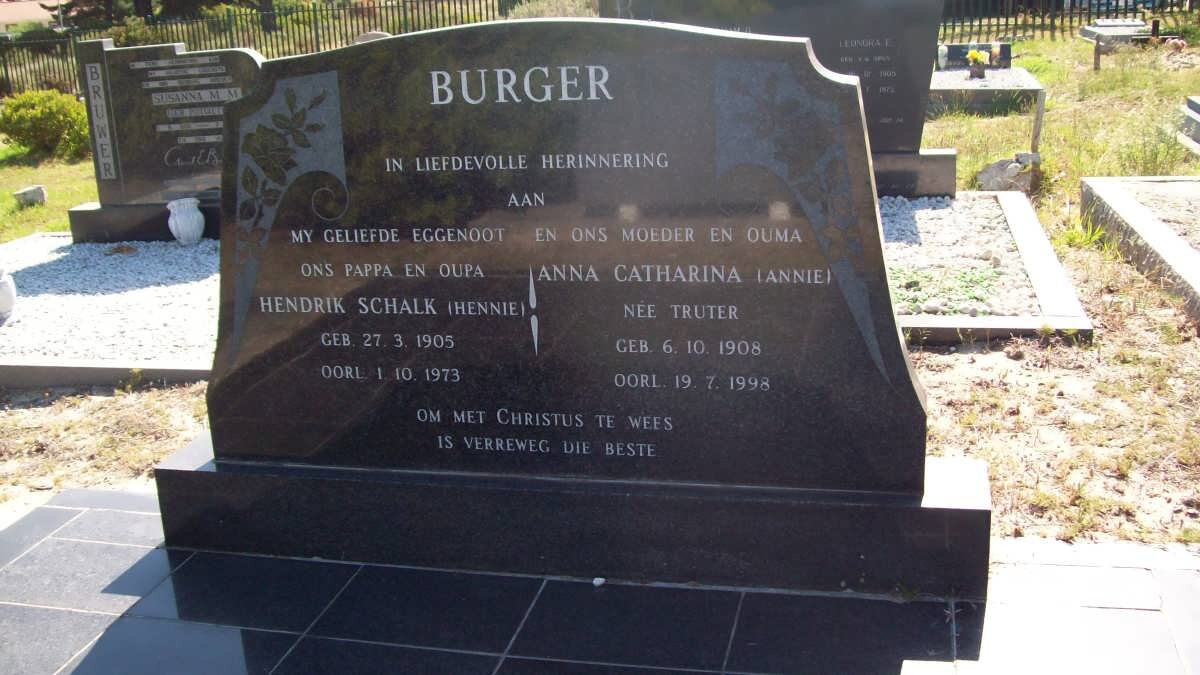 BURGER
IN LIEFDEVOLLE HERINNERING
AAN
MY GELIEFDE EGGENOOT EN ONS MOEDER EN OUMA
ONS PAPPA EN OUPA
ANNA CATHARINA (ANNIE)
HENDRIK SCHALK (HENNIE)
NÉE TRUTER
GEB. 27. 3. 1905
GEB. 6. 10. 1908
OORL. 1. 10. 1973
OORL. 19. 7. 1998
OM MET CHRISTUS TE WEES
IS VERREWEG DIE BESTE.
BRUWER
SUSANNA M. M.
LEONORA E.
1905